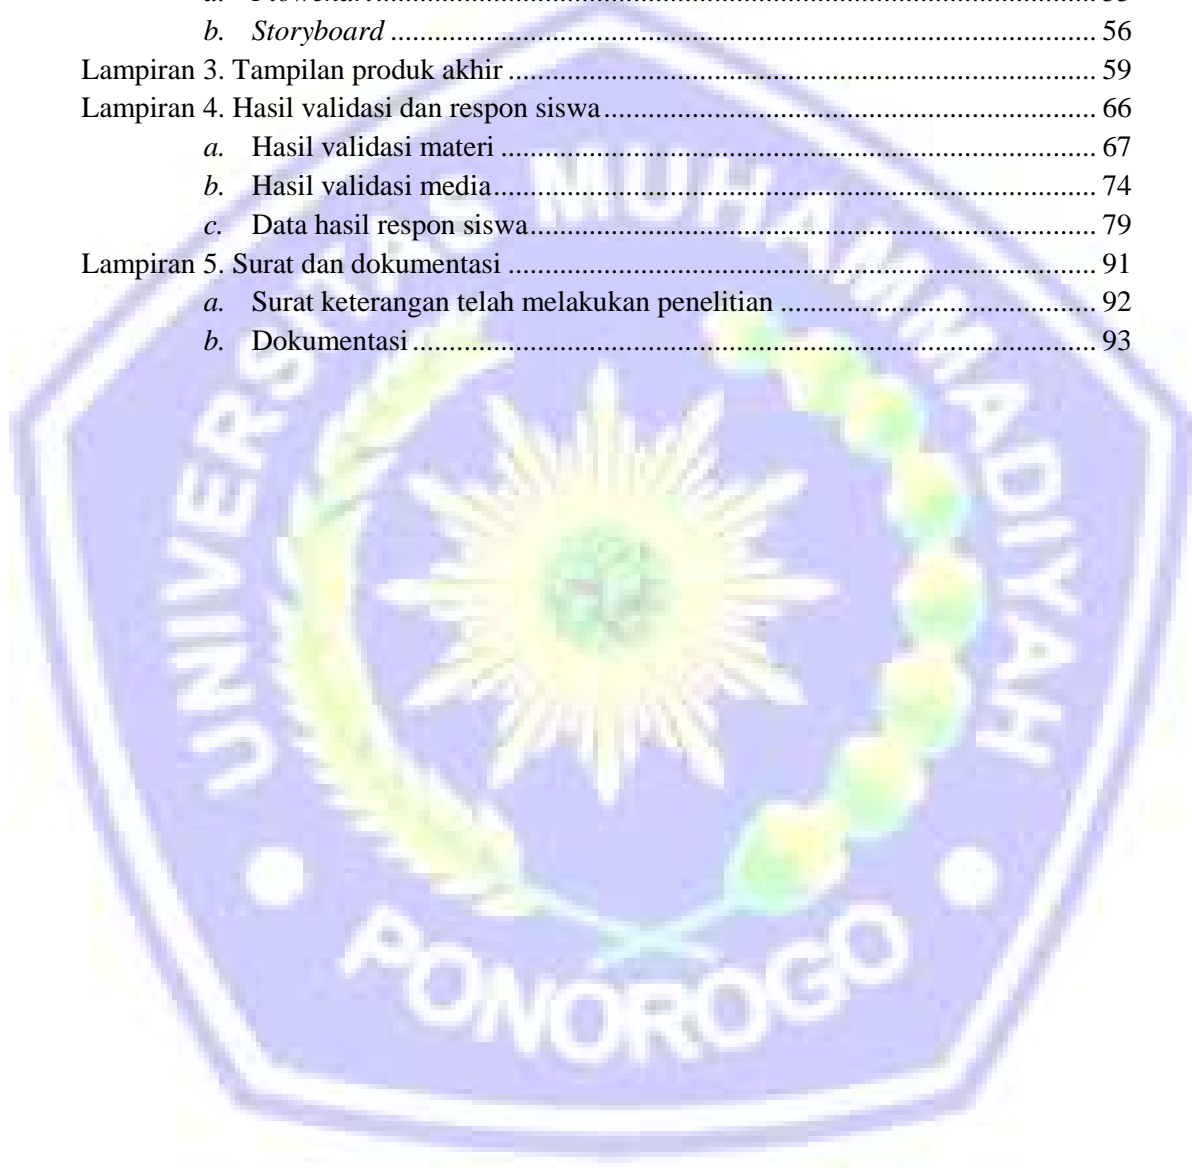 b. Storyboard ........................................................................ 56
Lampiran 3. Tampilan produk akhir ........................................................................ 59
Lampiran 4. Hasil validasi dan respon siswa ........................................................................ 66
a. Hasil validasi materi ........................................................................ 67
b. Hasil validasi media ........................................................................ 74
c. Data hasil respon siswa ........................................................................ 79
Lampiran 5. Surat dan dokumentasi ........................................................................ 91
a. Surat keterangan telah melakukan penelitian ........................................................................ 92
b. Dokumentasi ........................................................................ 93
UNIVERSITAS MUHAMMADIYAH
PONOROGO